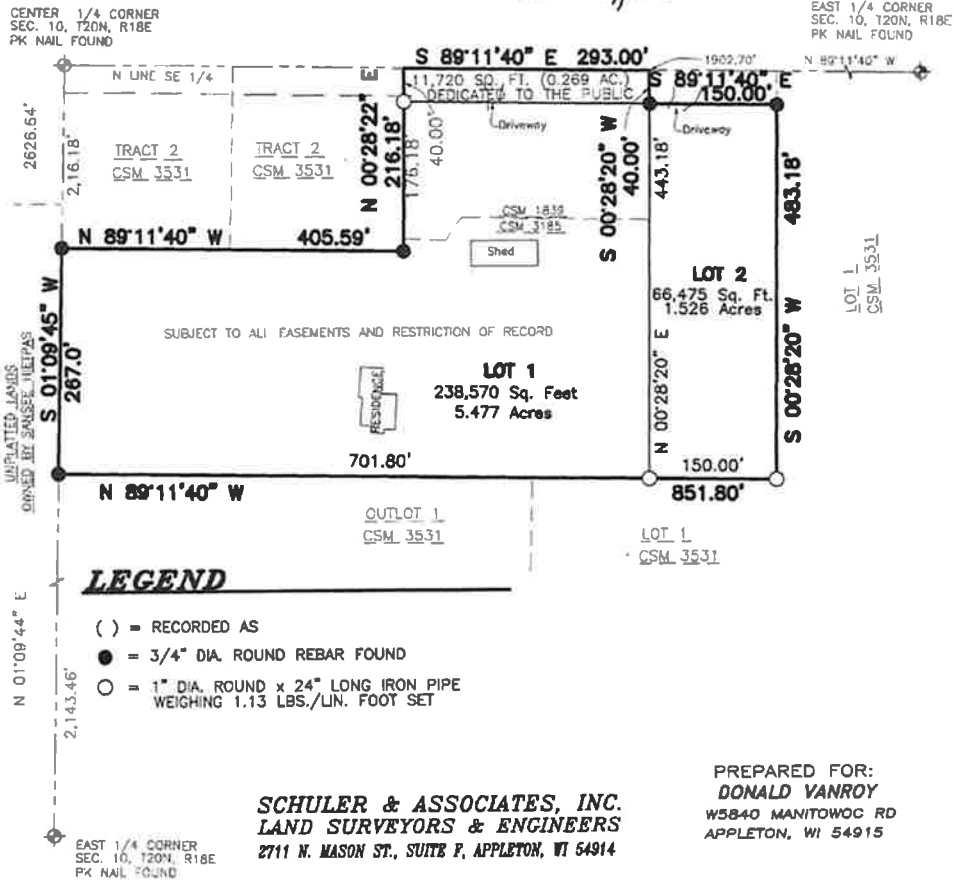 CENTER 1/4 CORNER
SEC. 10, T20N, R18E
PK NAIL FOUND
EAST 1/4 CORNER
SEC. 10, T20N, R18E
PK NAIL FOUND
N LINE SE 1/4
S 89°11'40" E 293.00'
1902.70'
N 89°11'40" W
11,720 SQ. FT. (0.269 AC.)
DEDICATED TO THE PUBLIC
S 89°11'40" E
150.00'
Driveway
Driveway
2626.64'
2,16.18'
TRACT 2
CSM 3531
TRACT 2
CSM 3531
N 00°28'22" E
216.18'
176.18'
40.00'
S 00°28'20" W
40.00'
443.18'
483.18'
CSM 1839
CSM 3185
Shed
N 89°11'40" W 405.59'
LOT 2
66,475 Sq. Ft.
1.526 Acres
LOT 1
CSM 3531
S 01°09'45" W
267.0'
SUBJECT TO ALL EASEMENTS AND RESTRICTION OF RECORD
LOT 1
238,570 Sq. Feet
5.477 Acres
RESIDENCE
N 00°28'20" E
S 00°28'20" W
UNPLATTED LANDS
OWNED BY SANSEE HIETPAS
701.80'
150.00'
N 89°11'40" W
851.80'
OUTLOT 1
CSM 3531
LOT 1
CSM 3531
LEGEND
( ) = RECORDED AS
= 3/4" DIA. ROUND REBAR FOUND
= 1" DIA. ROUND x 24" LONG IRON PIPE
WEIGHING 1.13 LBS./LIN. FOOT SET
N 01°09'44" E
2,143.46'
EAST 1/4 CORNER
SEC. 10, T20N, R18E
PK NAIL FOUND
SCHULER & ASSOCIATES, INC.
LAND SURVEYORS & ENGINEERS
2711 N. MASON ST., SUITE F, APPLETON, WI 54914
PREPARED FOR:
DONALD VANROY
W5840 MANITOWOC RD
APPLETON, WI 54915